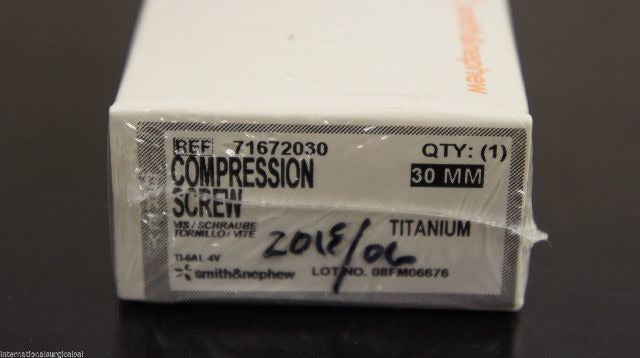 smith&nephew
REF 71672030 QTY: (1)
COMPRESSION 30 MM
SCREW
VIS / SCHRAUBE TITANIUM
TORNILLO / VITE
2018/06
TI-6AL-4V
smith&nephew LOT NO. 08FM06676
internationalsurgicaloal